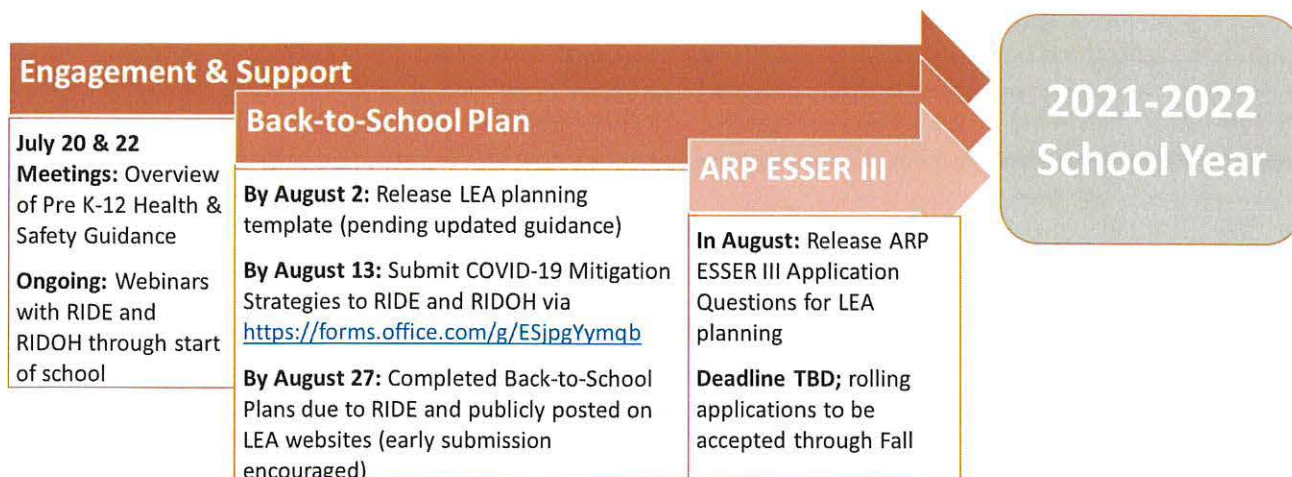 Engagement & Support
July 20 & 22
Meetings: Overview
of Pre K-12 Health &
Safety Guidance
Ongoing: Webinars
with RIDE and
RIDOH through start
of school
Back-to-School Plan
By August 2: Release LEA planning
template (pending updated guidance)
By August 13: Submit COVID-19 Mitigation
Strategies to RIDE and RIDOH via
https://forms.office.com/g/ESjpgYymqb
By August 27: Completed Back-to-School
Plans due to RIDE and publicly posted on
LEA websites (early submission
encouraged)
ARP ESSER III
In August: Release ARP
ESSER III Application
Questions for LEA
planning
Deadline TBD; rolling
applications to be
accepted through Fall
2021-2022
School Year